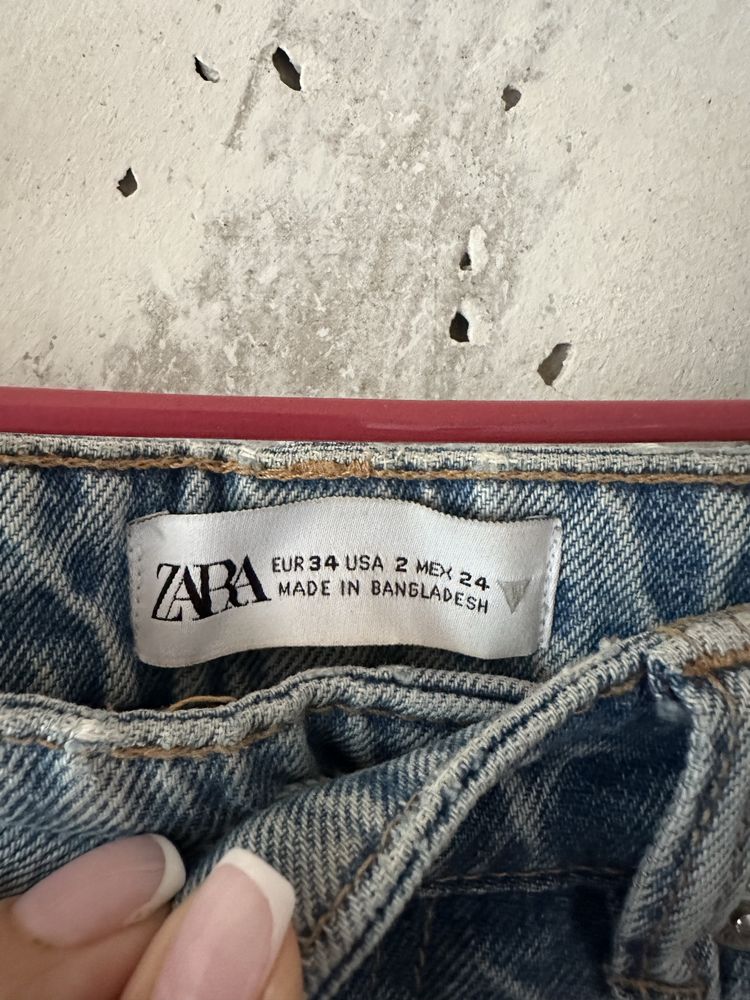 ZARA
EUR 34 USA 2 MEX 24
MADE IN BANGLADESH